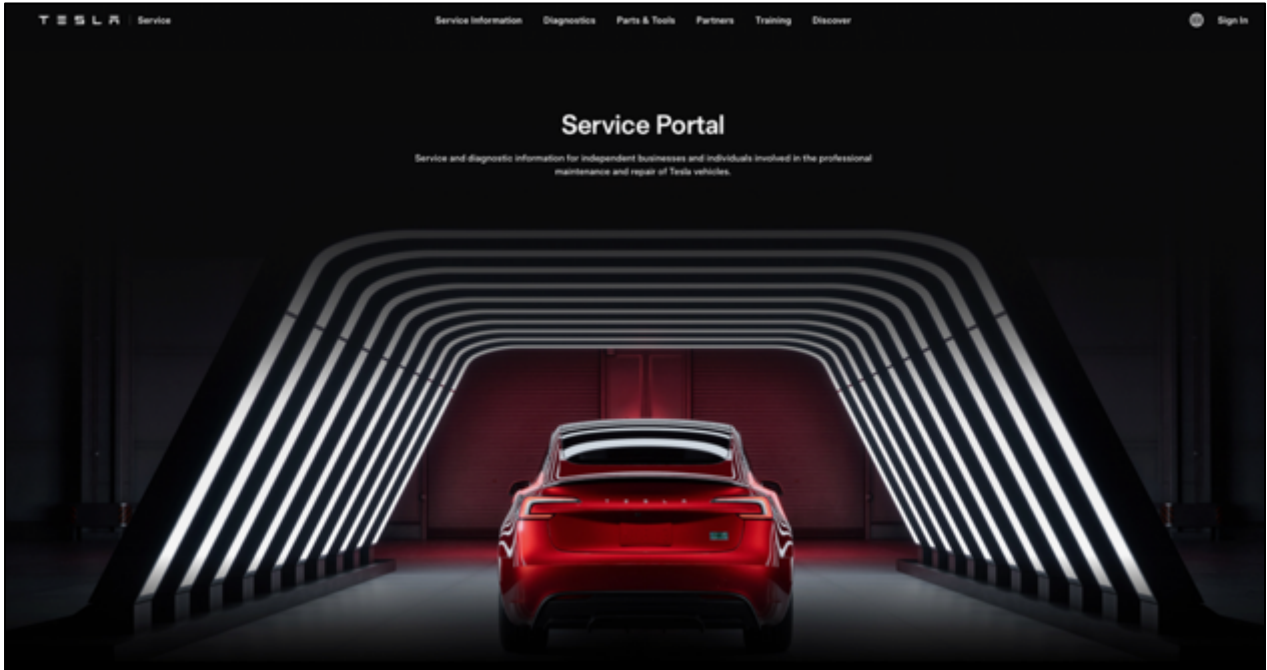 TESLA Service
Service Information Diagnostics Parts & Tools Partners Training Discover
Sign In
Service Portal
Service and diagnostic information for independent businesses and individuals involved in the professional
maintenance and repair of Tesla vehicles.
TESLA